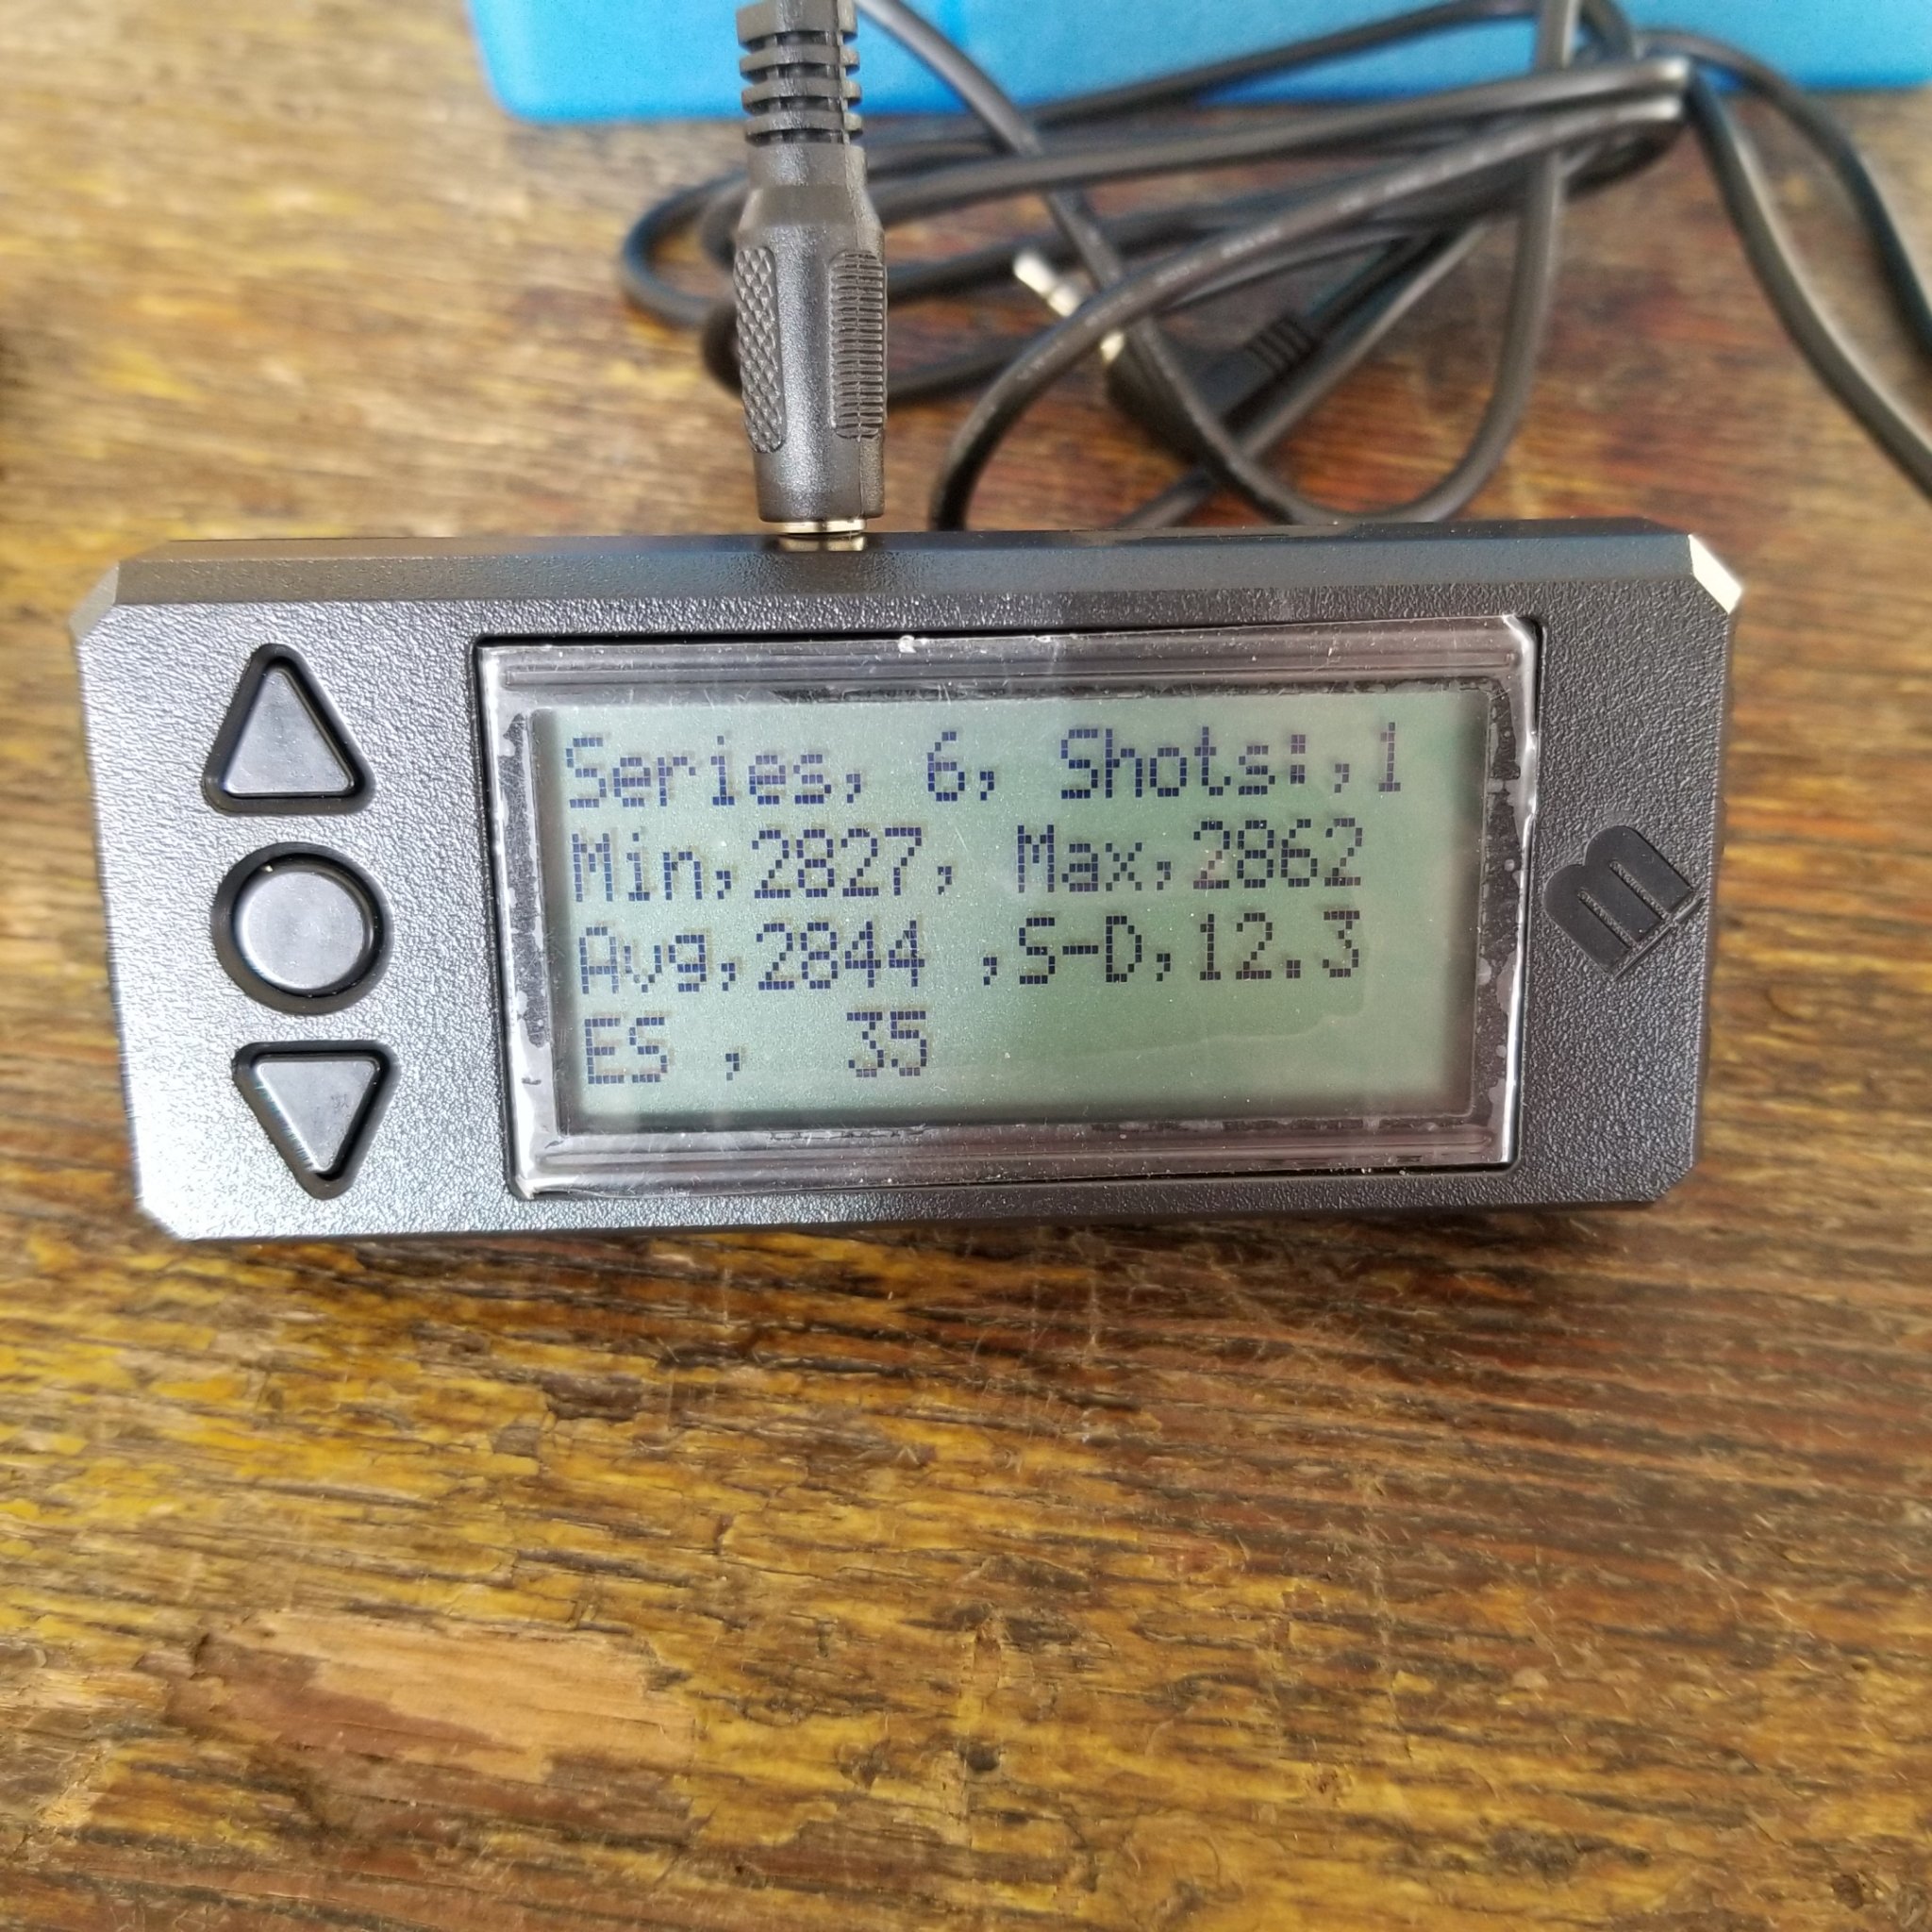 Series, 6, Shots:,1
Min,2827, Max,2862
Avg,2844 ,S-D,12.3
ES , 35